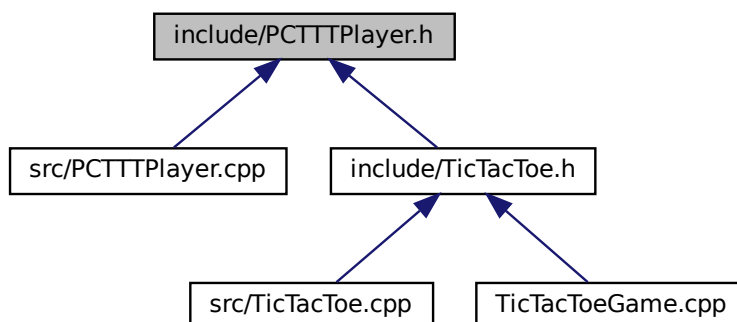 include/PCTTTPlayer.h
src/PCTTTPlayer.cpp
include/TicTacToe.h
src/TicTacToe.cpp
TicTacToeGame.cpp